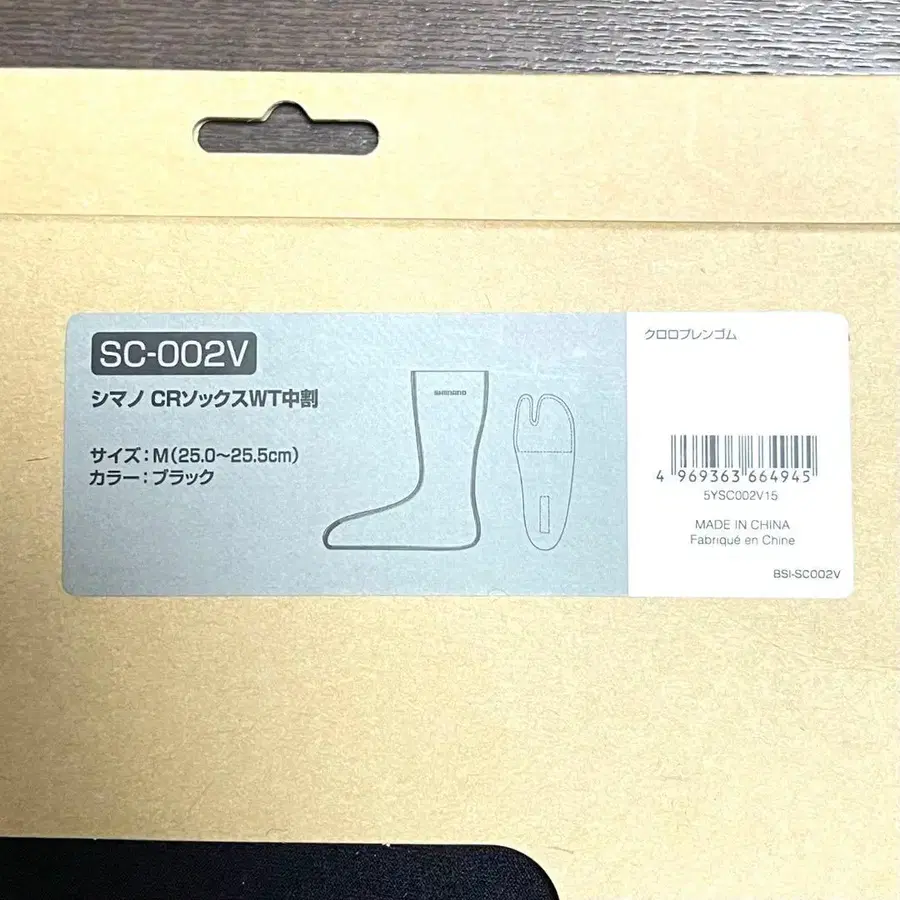 SC-002V
シマノ CRソックスWT中割
サイズ：M（25.0～25.5cm）
カラー：ブラック
SHIMANO
クロロプレンゴム
4 969363 664945
5YSC002V15
MADE IN CHINA
Fabriqué en Chine
BSI-SC002V